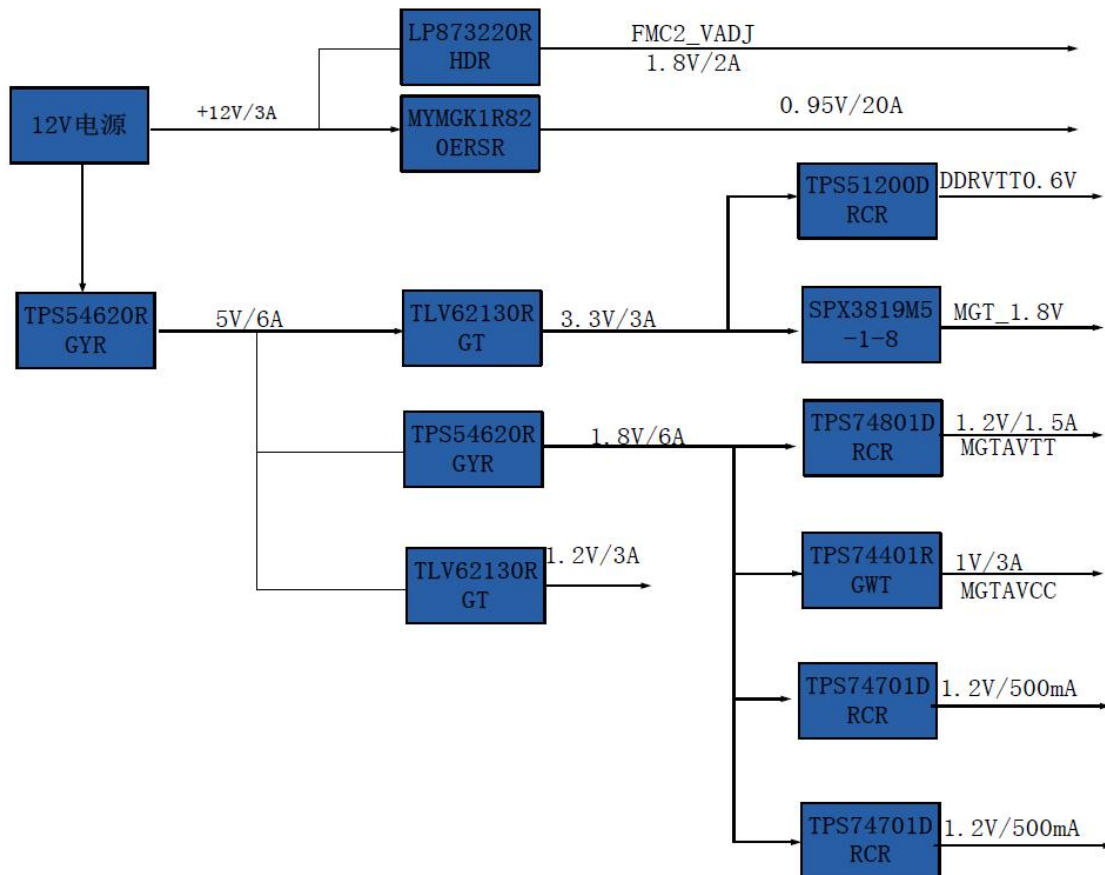 LP873220R
HDR
FMC2_VADJ
1.8V/2A
12V电源
+12V/3A
MYMGK1R82
0ERSR
0.95V/20A
TPS51200D
RCR
DDRVTT0.6V
TPS54620R
GYR
5V/6A
TLV62130R
GT
3.3V/3A
SPX3819M5
-1-8
MGT_1.8V
TPS54620R
GYR
1.8V/6A
TPS74801D
RCR
1.2V/1.5A
MGTAVTT
TLV62130R
GT
1.2V/3A
TPS74401R
GWT
1V/3A
MGTAVCC
TPS74701D
RCR
1.2V/500mA
TPS74701D
RCR
1.2V/500mA